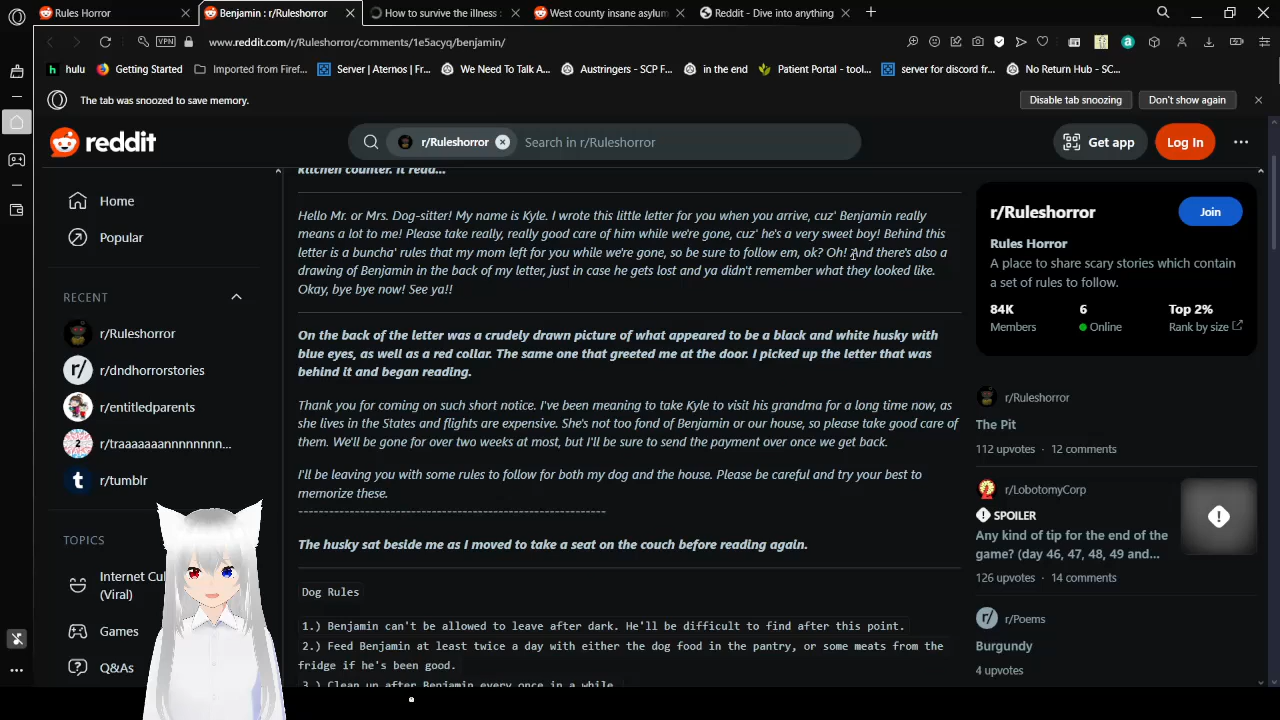 Rules Horror
Benjamin : r/Ruleshorror
How to survive the illness :
West county insane asylum
Reddit - Dive into anything
VPN
www.reddit.com/r/Ruleshorror/comments/1e5acyq/benjamin/
hulu
Getting Started
Imported from Firef...
Server | Aternos | Fr...
We Need To Talk A...
Austringers - SCP F...
in the end
Patient Portal - tool...
server for discord fr...
No Return Hub - SC...
The tab was snoozed to save memory.
Disable tab snoozing
Don't show again
reddit
r/Ruleshorror
Search in r/Ruleshorror
Get app
Log In
kitchen counter. It read...
Home
Popular
RECENT
r/Ruleshorror
r/dndhorrorstories
r/entitledparents
r/traaaaaaannnnnnnn...
r/tumblr
TOPICS
Internet Cul
(Viral)
Games
Q&As
Hello Mr. or Mrs. Dog-sitter! My name is Kyle. I wrote this little letter for you when you arrive, cuz' Benjamin really
means a lot to me! Please take really, really good care of him while we're gone, cuz' he's a very sweet boy! Behind this
letter is a buncha' rules that my mom left for you while we're gone, so be sure to follow em, ok? Oh! And there's also a
drawing of Benjamin in the back of my letter, just in case he gets lost and ya didn't remember what they looked like.
Okay, bye bye now! See ya!!
On the back of the letter was a crudely drawn picture of what appeared to be a black and white husky with
blue eyes, as well as a red collar. The same one that greeted me at the door. I picked up the letter that was
behind it and began reading.
Thank you for coming on such short notice. I've been meaning to take Kyle to visit his grandma for a long time now, as
she lives in the States and flights are expensive. She's not too fond of Benjamin or our house, so please take good care of
them. We'll be gone for over two weeks at most, but I'll be sure to send the payment over once we get back.
I'll be leaving you with some rules to follow for both my dog and the house. Please be careful and try your best to
memorize these.
------------------------------------------------------------
The husky sat beside me as I moved to take a seat on the couch before reading again.
Dog Rules
1.) Benjamin can't be allowed to leave after dark. He'll be difficult to find after this point.
2.) Feed Benjamin at least twice a day with either the dog food in the pantry, or some meats from the
fridge if he's been good.
3.) Clean up after Benjamin every once in a while.
r/Ruleshorror
Join
Rules Horror
A place to share scary stories which contain
a set of rules to follow.
84K
6
Top 2%
Members
Online
Rank by size
r/Ruleshorror
The Pit
112 upvotes · 12 comments
r/LobotomyCorp
SPOILER
Any kind of tip for the end of the
game? (day 46, 47, 48, 49 and...
126 upvotes · 14 comments
r/Poems
Burgundy
4 upvotes